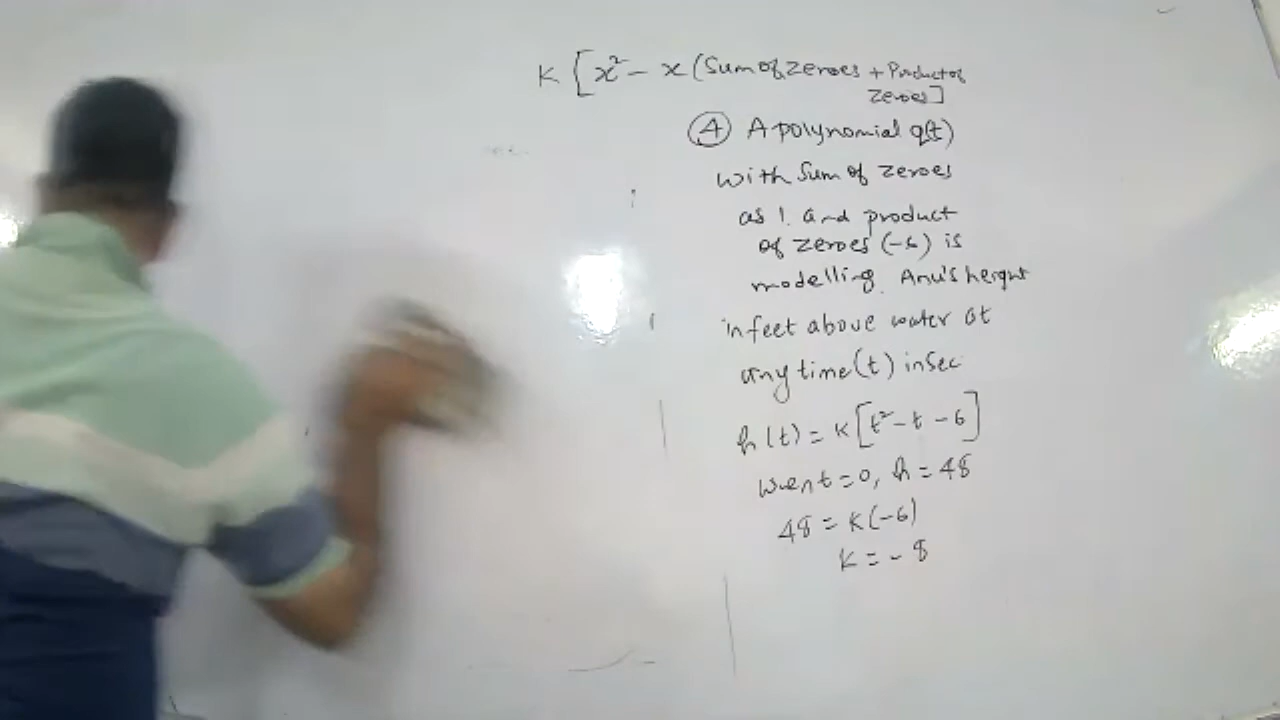 K [x² - x (Sum of zeroes + Product of
zeroes]
(4) A polynomial q(t)
with sum of zeroes
as 1. and product
of zeroes (-6) is
modelling Anu's height
in feet above water at
any time (t) in sec
h(t) = K[t² - t - 6]
wen t = 0, h = 48
48 = K(-6)
K = - 8